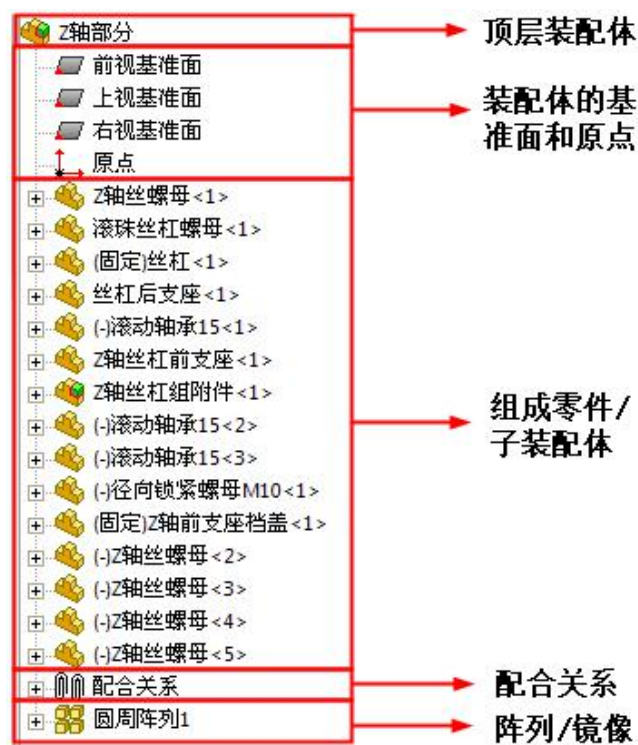 Z轴部分
顶层装配体
前视基准面
上视基准面
右视基准面
原点
装配体的基
准面和原点
Z轴丝螺母<1>
滚珠丝杠螺母<1>
(固定)丝杠<1>
丝杠后支座<1>
(-)滚动轴承15<1>
Z轴丝杠前支座<1>
Z轴丝杠组附件<1>
(-)滚动轴承15<2>
(-)滚动轴承15<3>
(-)径向锁紧螺母M10<1>
(固定)Z轴前支座档盖<1>
(-)Z轴丝螺母<2>
(-)Z轴丝螺母<3>
(-)Z轴丝螺母<4>
(-)Z轴丝螺母<5>
组成零件/
子装配体
配合关系
配合关系
圆周阵列1
阵列/镜像